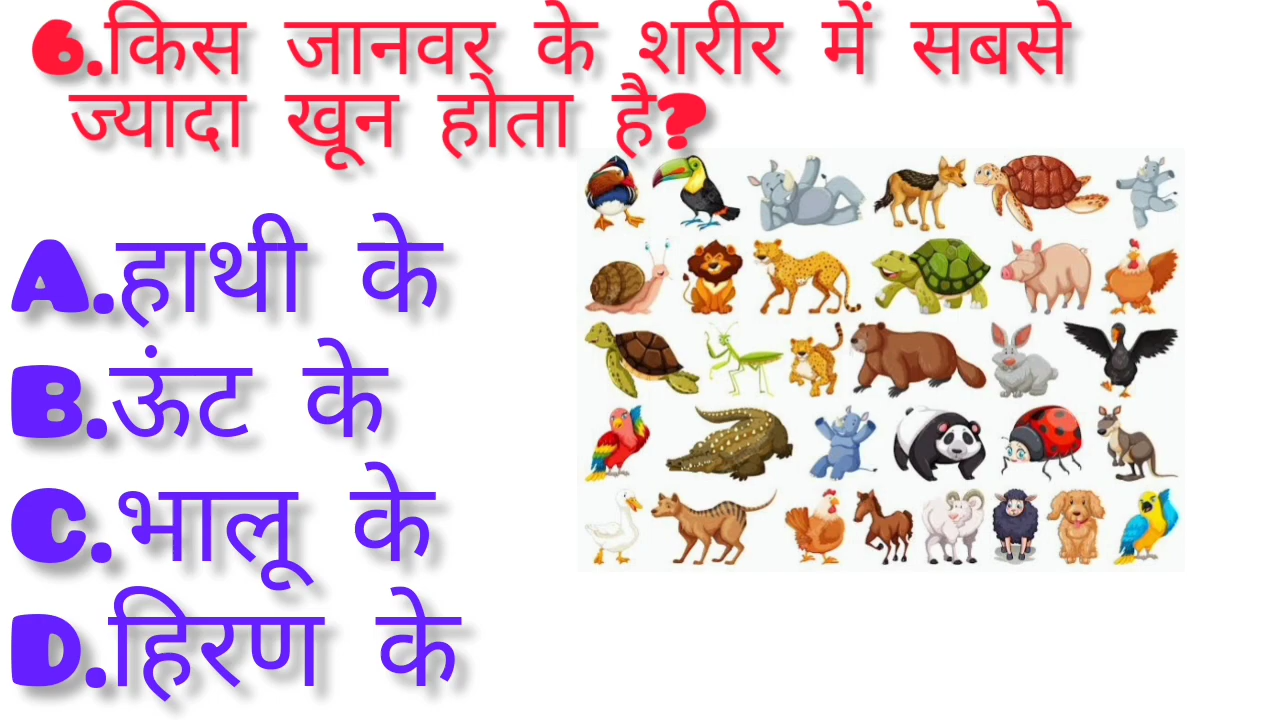 6.किस जानवर के शरीर में सबसे
ज्यादा खून होता है?
A.हाथी के
B.ऊंट के
C.भालू के
D.हिरण के